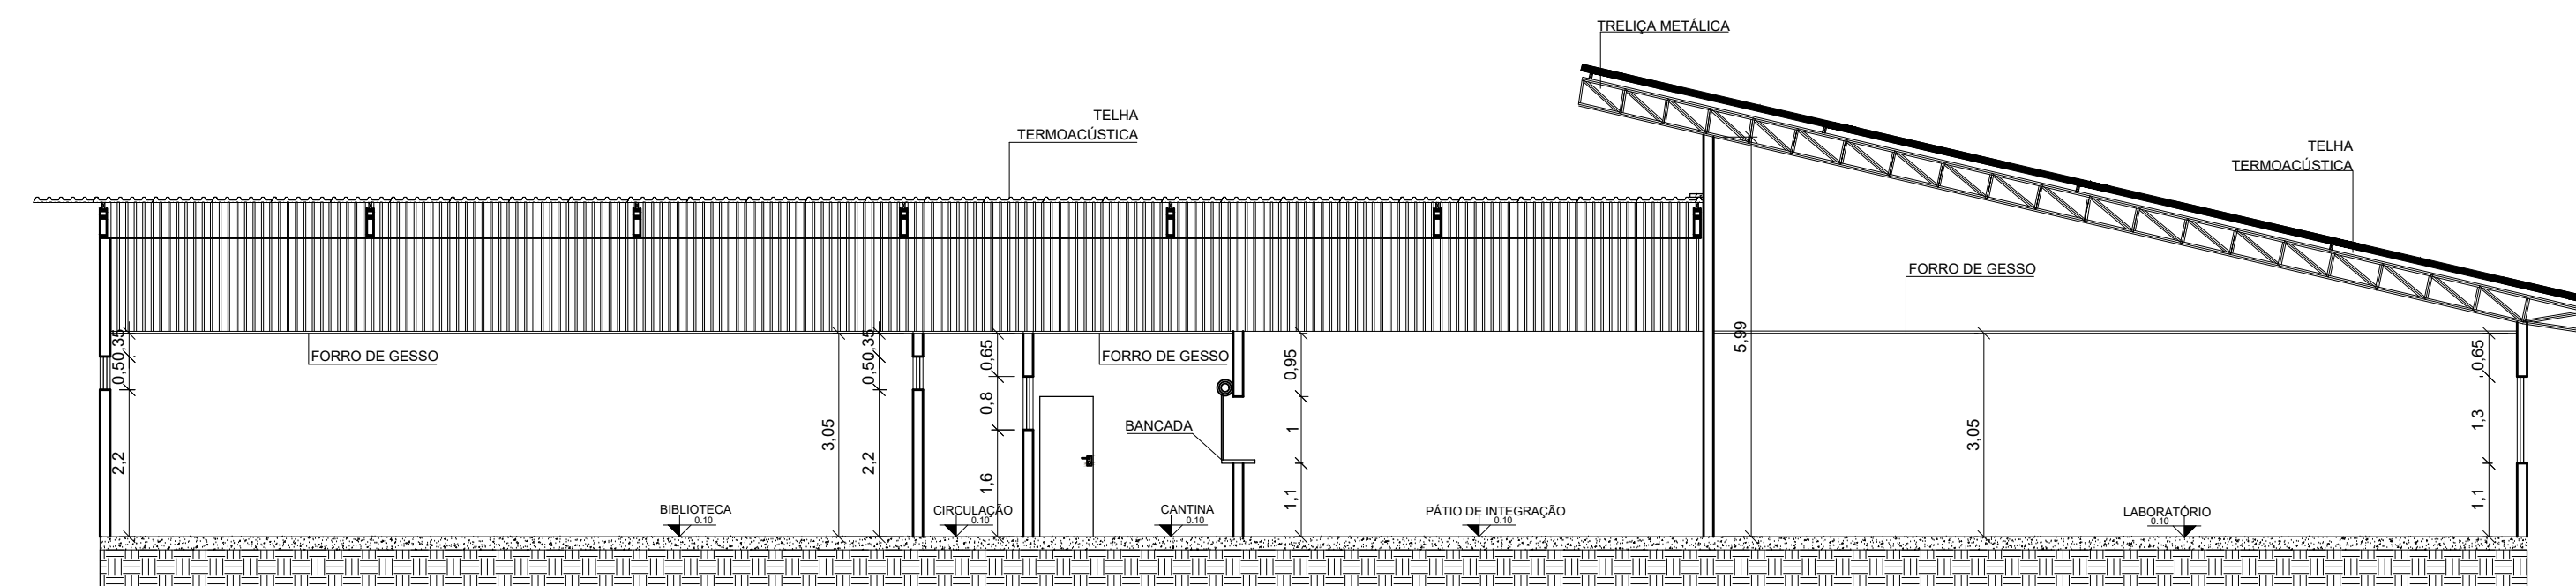 TRELIÇA METÁLICA
TELHA
TERMOACÚSTICA
TELHA
TERMOACÚSTICA
FORRO DE GESSO
5,99
0,35
0,5
2,2
FORRO DE GESSO
3,05
0,35
0,5
2,2
0,65
0,8
1,6
FORRO DE GESSO
BANCADA
0,95
1
1,1
3,05
0,65
1,3
1,1
BIBLIOTECA
0.10
CIRCULAÇÃO
0.10
CANTINA
0.10
PÁTIO DE INTEGRAÇÃO
0.10
LABORATÓRIO
0.10